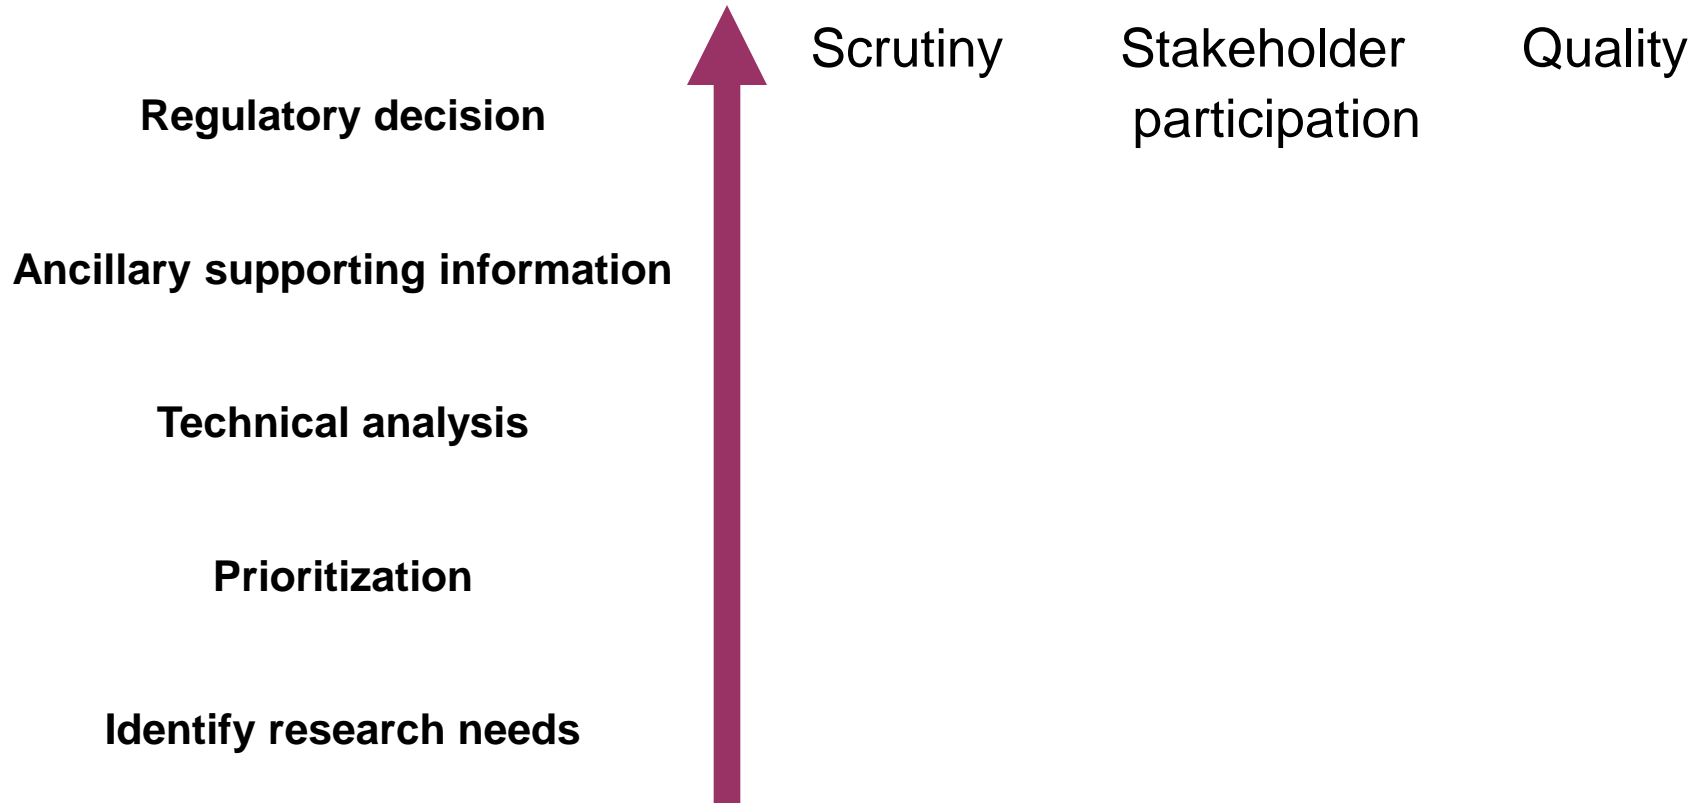 Scrutiny
Stakeholder
participation
Quality
Regulatory decision
Ancillary supporting information
Technical analysis
Prioritization
Identify research needs